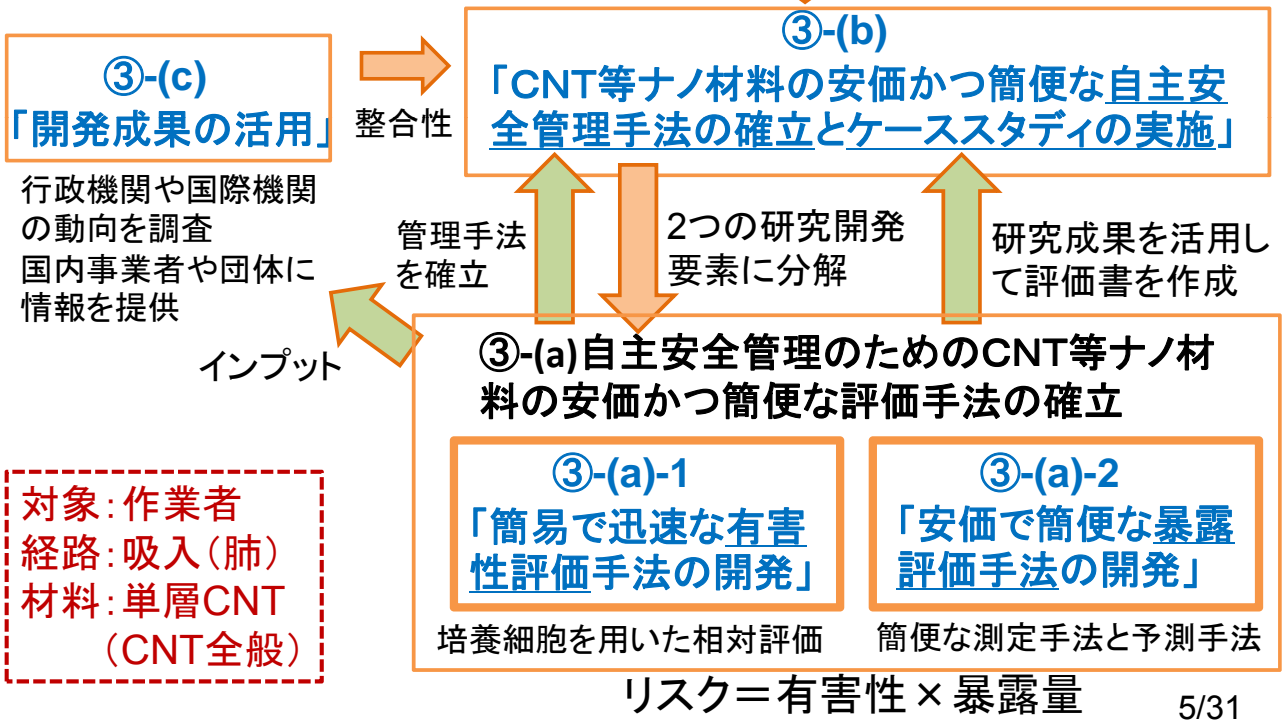 ③-(c)
「開発成果の活用」
整合性
③-(b)
「CNT等ナノ材料の安価かつ簡便な自主安
全管理手法の確立とケーススタディの実施」
行政機関や国際機関
の動向を調査
国内事業者や団体に
情報を提供
管理手法
を確立
2つの研究開発
要素に分解
研究成果を活用し
て評価書を作成
インプット
③-(a)自主安全管理のためのCNT等ナノ材
料の安価かつ簡便な評価手法の確立
③-(a)-1
「簡易で迅速な有害
性評価手法の開発」
培養細胞を用いた相対評価
③-(a)-2
「安価で簡便な暴露
評価手法の開発」
簡便な測定手法と予測手法
対象:作業者
経路:吸入(肺)
材料:単層CNT
(CNT全般)
リスク=有害性×暴露量
5/31